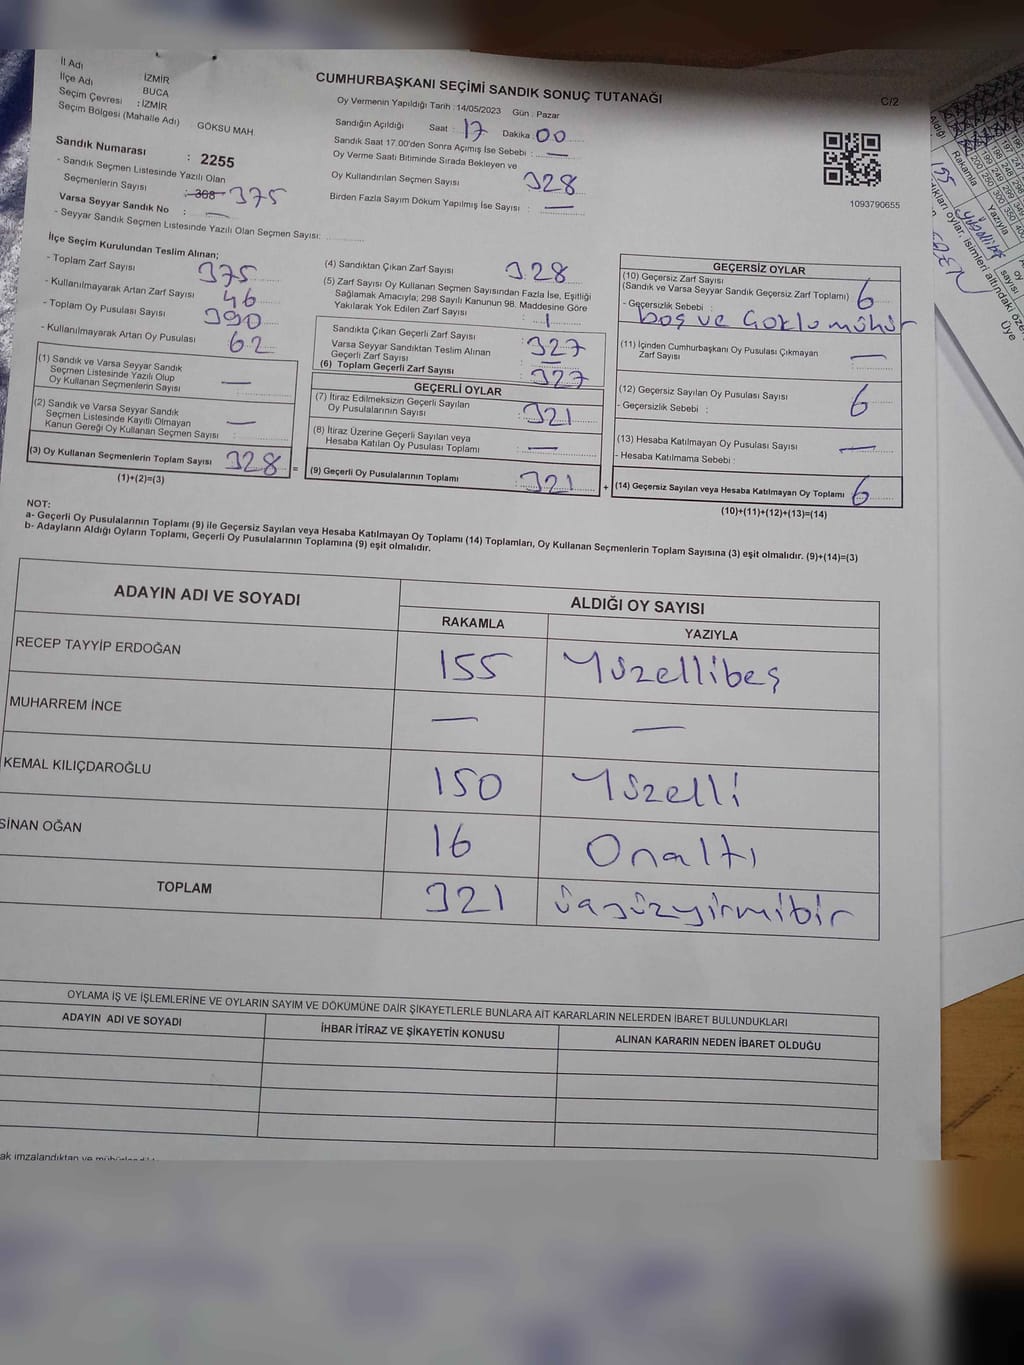 İl Adı
İZMİR
İlçe Adı
BUCA
Seçim Çevresi : İZMİR
Seçim Bölgesi (Mahalle Adı) GÖKSU MAH.
CUMHURBAŞKANI SEÇİMİ SANDIK SONUÇ TUTANAĞI
C/2
Oy Vermenin Yapıldığı Tarih : 14/05/2023 Gün : Pazar
Sandığın Açıldığı Saat : 17 Dakika : 00
Sandık Saat 17.00'den Sonra Açımış İse Sebebi : —
Oy Verme Saati Bitiminde Sırada Bekleyen ve
Oy Kullandırılan Seçmen Sayısı 328
Birden Fazla Sayım Döküm Yapılmış İse Sayısı : —
1093790655
Sandık Numarası : 2255
- Sandık Seçmen Listesinde Yazılı Olan
Seçmenlerin Sayısı : 368 375
Varsa Seyyar Sandık No : —
- Seyyar Sandık Seçmen Listesinde Yazılı Olan Seçmen Sayısı:
İlçe Seçim Kurulundan Teslim Alınan;
- Toplam Zarf Sayısı 375
- Kullanılmayarak Artan Zarf Sayısı 46
- Toplam Oy Pusulası Sayısı 390
- Kullanılmayarak Artan Oy Pusulası 62
(1) Sandık ve Varsa Seyyar Sandık
Seçmen Listesinde Yazılı Olup
Oy Kullanan Seçmenlerin Sayısı : —
(2) Sandık ve Varsa Seyyar Sandık
Seçmen Listesinde Kayıtlı Olmayan
Kanun Gereği Oy Kullanan Seçmen Sayısı : —
(3) Oy Kullanan Seçmenlerin Toplam Sayısı 328 =
(1)+(2)=(3)
(4) Sandıktan Çıkan Zarf Sayısı 328
(5) Zarf Sayısı Oy Kullanan Seçmen Sayısından Fazla İse, Eşitliği
Sağlamak Amacıyla; 298 Sayılı Kanunun 98. Maddesine Göre
Yakılarak Yok Edilen Zarf Sayısı : 1
Sandıkta Çıkan Geçerli Zarf Sayısı : 327
Varsa Seyyar Sandıktan Teslim Alınan
Geçerli Zarf Sayısı : —
(6) Toplam Geçerli Zarf Sayısı : 327
GEÇERLİ OYLAR
(7) İtiraz Edilmeksizin Geçerli Sayılan
Oy Pusulalarının Sayısı : 321
(8) İtiraz Üzerine Geçerli Sayılan veya
Hesaba Katılan Oy Pusulası Toplamı : —
(9) Geçerli Oy Pusulalarının Toplamı : 321 +
GEÇERSİZ OYLAR
(10) Geçersiz Zarf Sayısı
(Sandık ve Varsa Seyyar Sandık Geçersiz Zarf Toplamı) 6
- Geçersizlik Sebebi :
boş ve Çoklu mühür
(11) İçinden Cumhurbaşkanı Oy Pusulası Çıkmayan
Zarf Sayısı : —
(12) Geçersiz Sayılan Oy Pusulası Sayısı 6
- Geçersizlik Sebebi :
(13) Hesaba Katılmayan Oy Pusulası Sayısı —
- Hesaba Katılmama Sebebi :
(14) Geçersiz Sayılan veya Hesaba Katılmayan Oy Toplamı 6
(10)+(11)+(12)+(13)=(14)
NOT:
a- Geçerli Oy Pusulalarının Toplamı (9) ile Geçersiz Sayılan veya Hesaba Katılmayan Oy Toplamı (14) Toplamları, Oy Kullanan Seçmenlerin Toplam Sayısına (3) eşit olmalıdır. (9)+(14)=(3)
b- Adayların Aldığı Oyların Toplamı, Geçerli Oy Pusulalarının Toplamına (9) eşit olmalıdır.
ADAYIN ADI VE SOYADI
ALDIĞI OY SAYISI
RAKAMLA YAZIYLA
RECEP TAYYİP ERDOĞAN 155 Yüzellibeş
MUHARREM İNCE — —
KEMAL KILIÇDAROĞLU 150 Yüzelli
SİNAN OĞAN 16 Onaltı
TOPLAM 321 üçyüzyirmibir
OYLAMA İŞ VE İŞLEMLERİNE VE OYLARIN SAYIM VE DÖKÜMÜNE DAİR ŞİKAYETLERLE BUNLARA AİT KARARLARIN NELERDEN İBARET BULUNDUKLARI
ADAYIN ADI VE SOYADI İHBAR İTİRAZ VE ŞİKAYETİN KONUSU ALINAN KARARIN NEDEN İBARET OLDUĞU